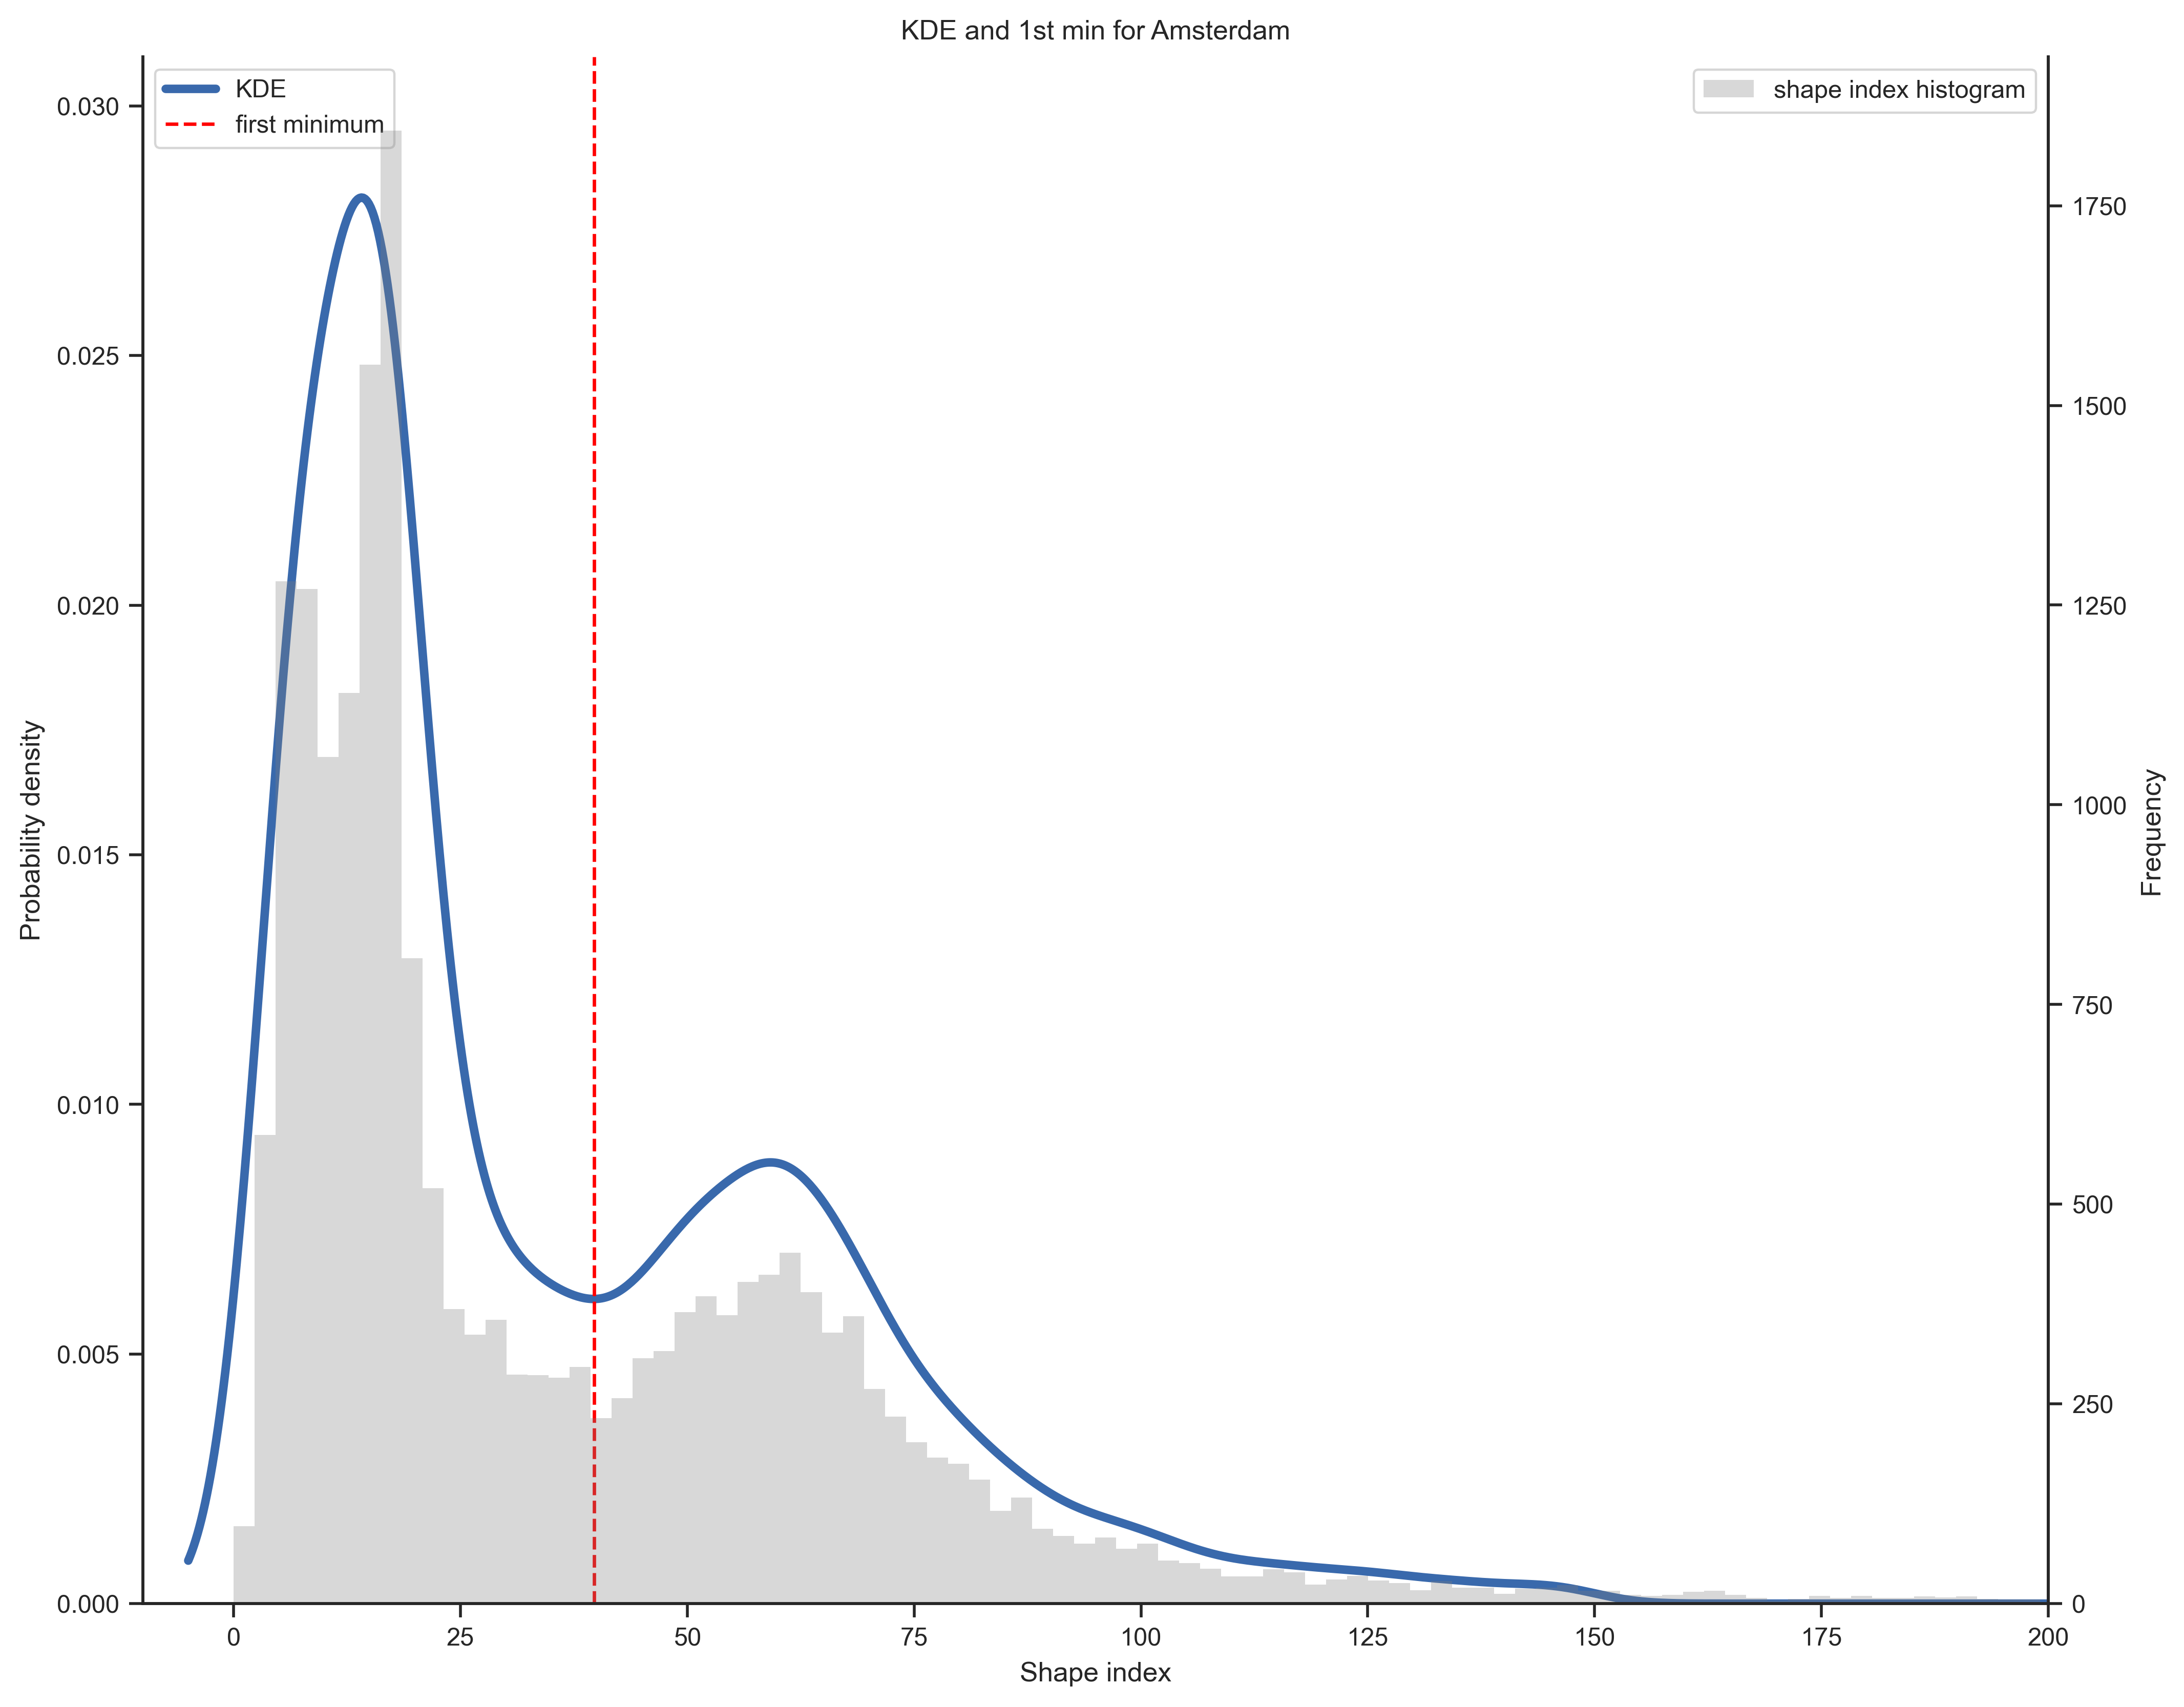 KDE and 1st min for Amsterdam
KDE
first minimum
shape index histogram
0.030
0.025
0.020
0.015
0.010
0.005
0.000
Probability density
1750
1500
1250
1000
750
500
250
0
Frequency
0 25 50 75 100 125 150 175 200
Shape index